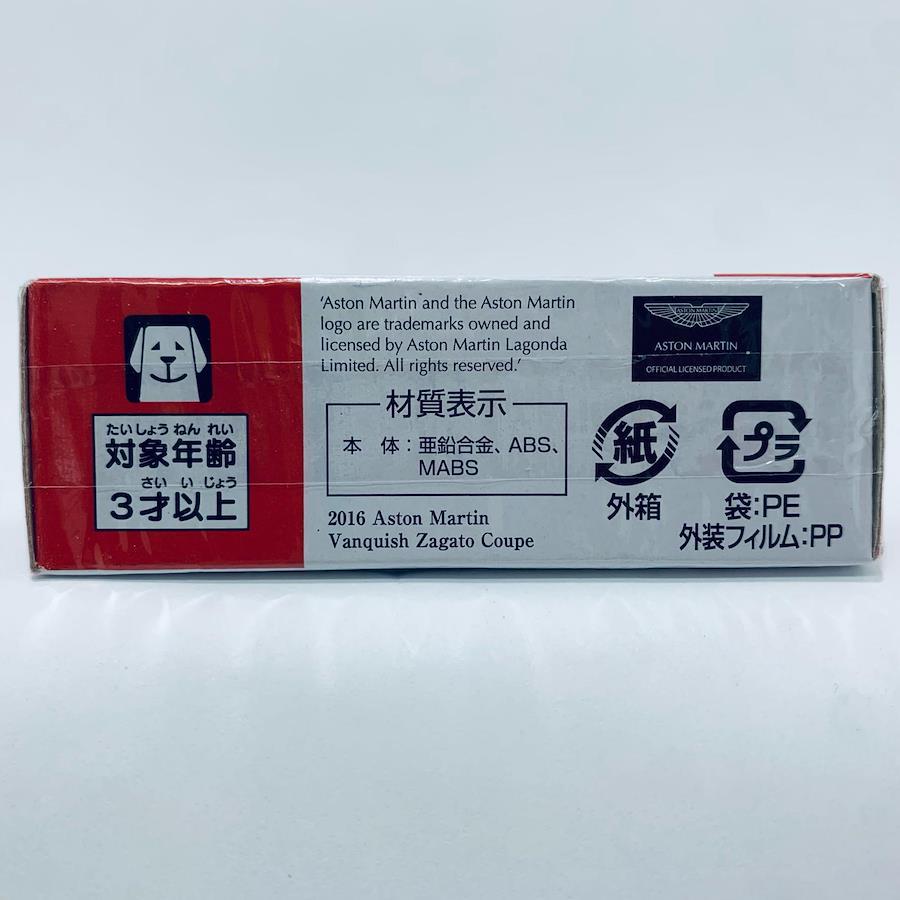 たいしょうねんれい
対象年齢
さいいじょう
3才以上
'Aston Martin and the Aston Martin
logo are trademarks owned and
licensed by Aston Martin Lagonda
Limited. All rights reserved.'
材質表示
本 体:亜鉛合金、ABS、
MABS
2016 Aston Martin
Vanquish Zagato Coupe
ASTON MARTIN
ASTON MARTIN
OFFICIAL LICENSED PRODUCT
紙
外箱
プラ
袋:PE
外装フィルム:PP